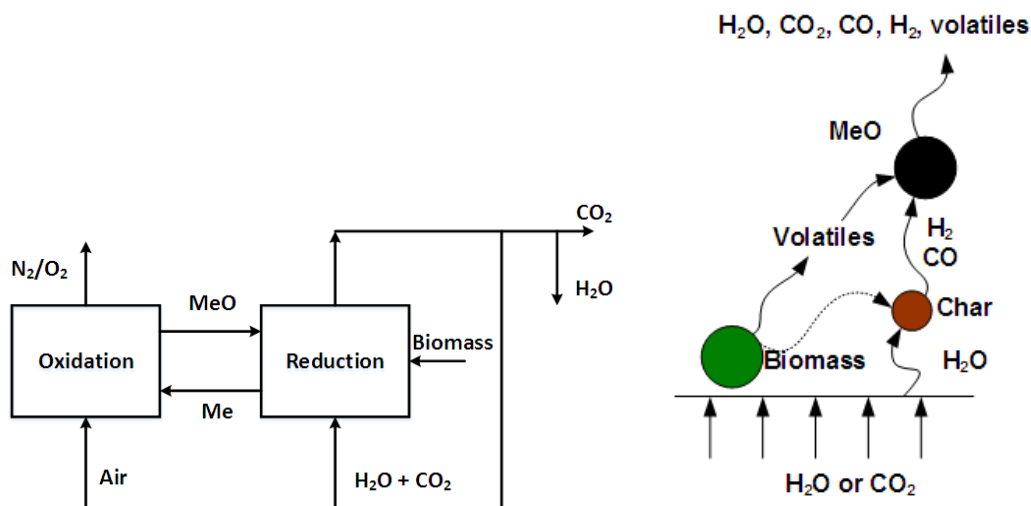 N₂/O₂
MeO
Oxidation
Reduction
Me
Air
H₂O + CO₂
Biomass
CO₂
H₂O
H₂O, CO₂, CO, H₂, volatiles
MeO
Volatiles
H₂
CO
Char
Biomass
H₂O
H₂O or CO₂